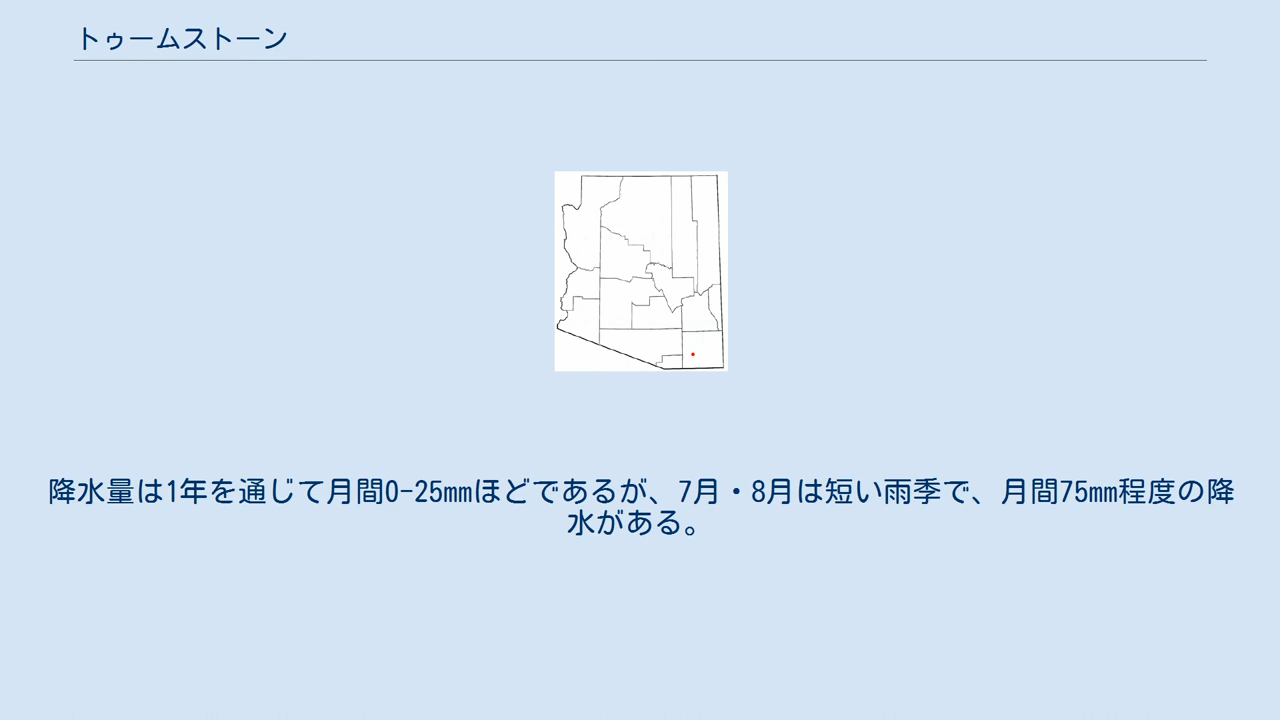 トゥームストーン
降水量は1年を通じて月間0-25mmほどであるが、7月・8月は短い雨季で、月間75mm程度の降
水がある。